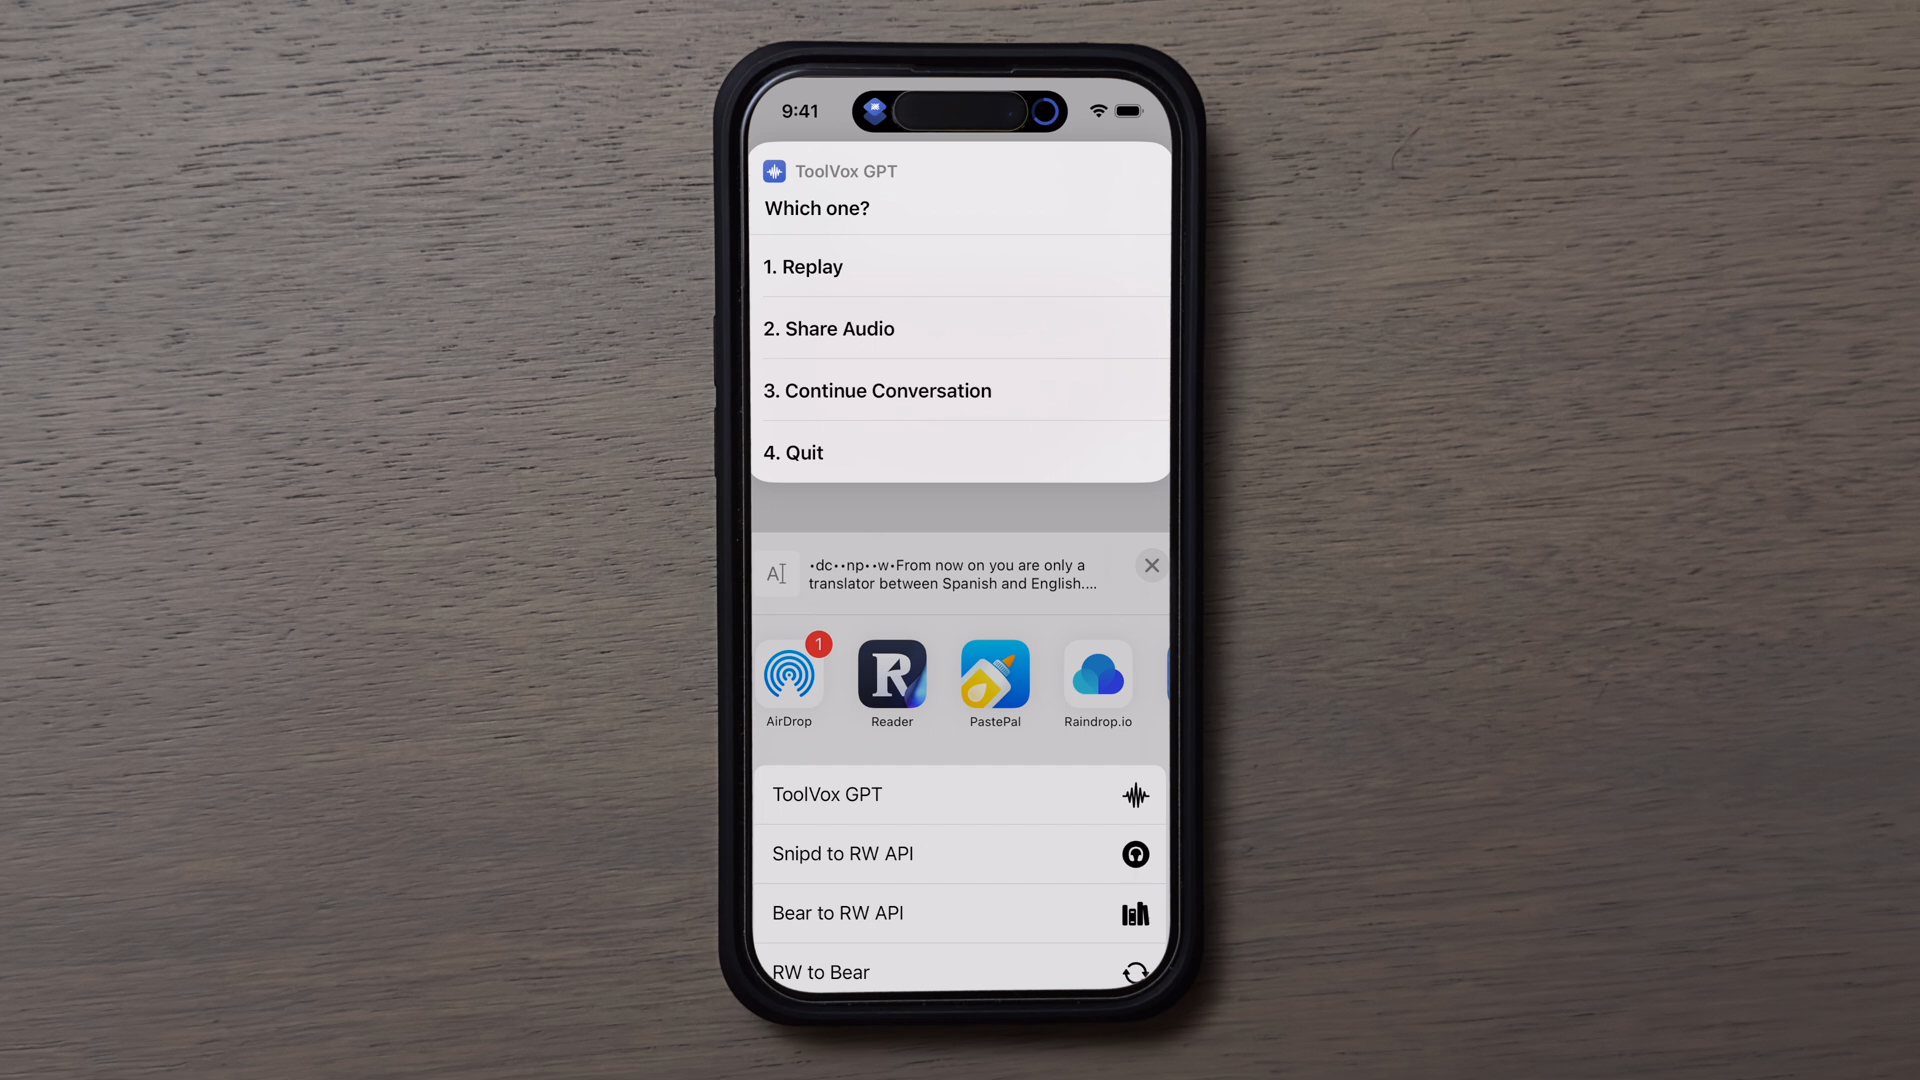 9:41
ToolVox GPT
Which one?
1. Replay
2. Share Audio
3. Continue Conversation
4. Quit
•dc••np••w•From now on you are only a
translator between Spanish and English....
1
AirDrop
Reader
PastePal
Raindrop.io
ToolVox GPT
Snipd to RW API
Bear to RW API
RW to Bear